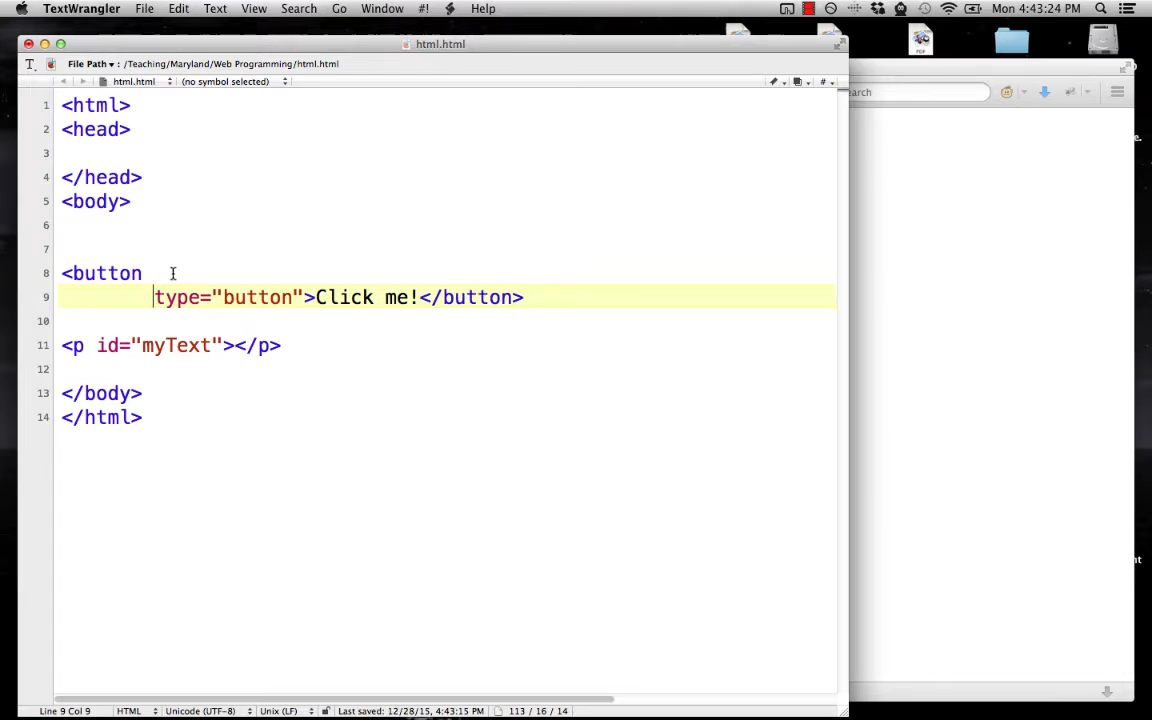 TextWrangler File Edit Text View Search Go Window #! Help Mon 4:43:24 PM
html.html
File Path ▾ : /Teaching/Maryland/Web Programming/html.html
html.html (no symbol selected) #
earch
1 <html>
2 <head>
3
4 </head>
5 <body>
6
7
8 <button
9 type="button">Click me!</button>
10
11 <p id="myText"></p>
12
13 </body>
14 </html>
PDF
e.
nt
Line 9 Col 9 HTML Unicode (UTF-8) Unix (LF) Last saved: 12/28/15, 4:43:15 PM 113 / 16 / 14